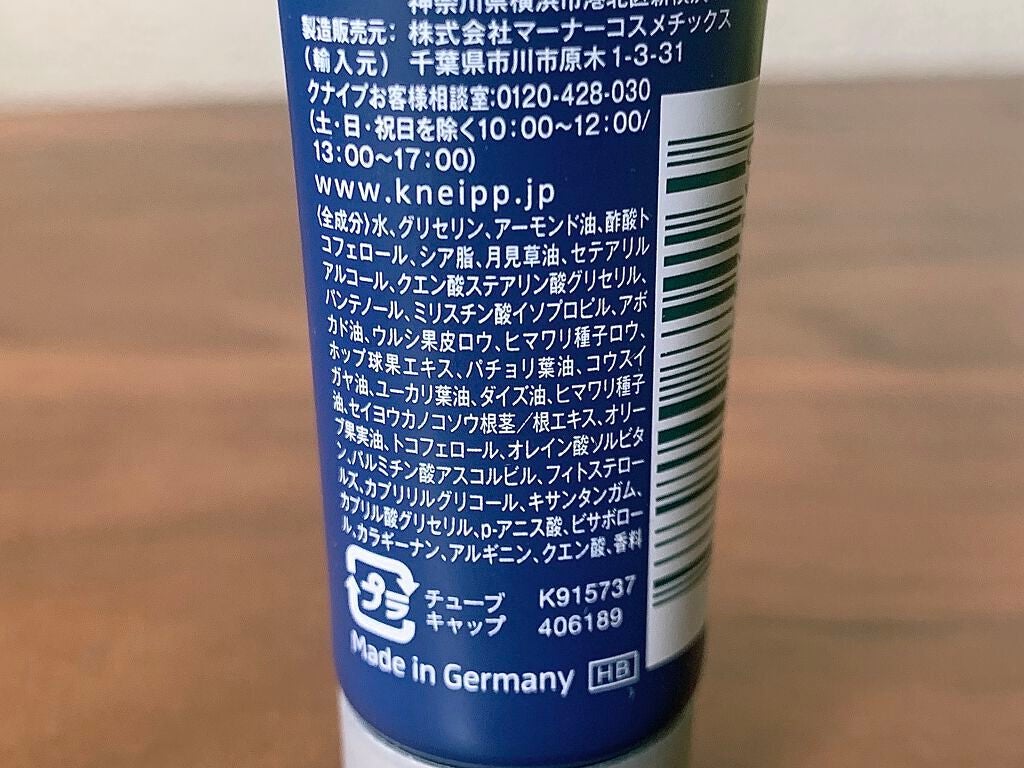 神奈川県横浜市港北区新横浜
製造販売元: 株式会社マーナーコスメチックス
(輸入元) 千葉県市川市原木1-3-31
クナイプお客様相談室:0120-428-030
(土・日・祝日を除く10:00~12:00/
13:00~17:00)
www.kneipp.jp
〈全成分〉水、グリセリン、アーモンド油、酢酸ト
コフェロール、シア脂、月見草油、セテアリル
アルコール、クエン酸ステアリン酸グリセリル、
パンテノール、ミリスチン酸イソプロピル、アボ
カド油、ウルシ果皮ロウ、ヒマワリ種子ロウ、
ホップ球果エキス、パチョリ葉油、コウスイ
ガヤ油、ユーカリ葉油、ダイズ油、ヒマワリ種子
油、セイヨウカノコソウ根茎/根エキス、オリー
ブ果実油、トコフェロール、オレイン酸ソルビタ
ン、パルミチン酸アスコルビル、フィトステロー
ルズ、カプリリルグリコール、キサンタンガム、
カプリル酸グリセリル、p-アニス酸、ビサボロー
ル、カラギーナン、アルギニン、クエン酸、香料
プラ チューブ K915737
キャップ 406189
Made in Germany HB